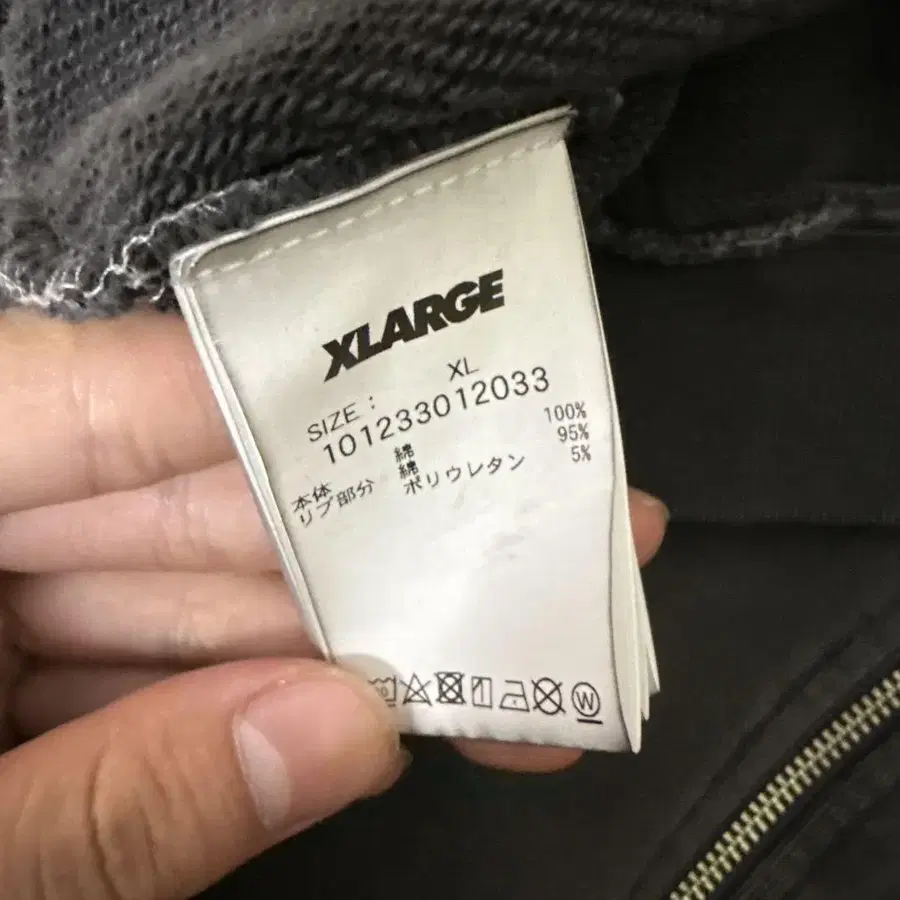 XLARGE
SIZE : XL
101233012033
本体 綿 100%
リブ部分 綿 95%
ポリウレタン 5%
W